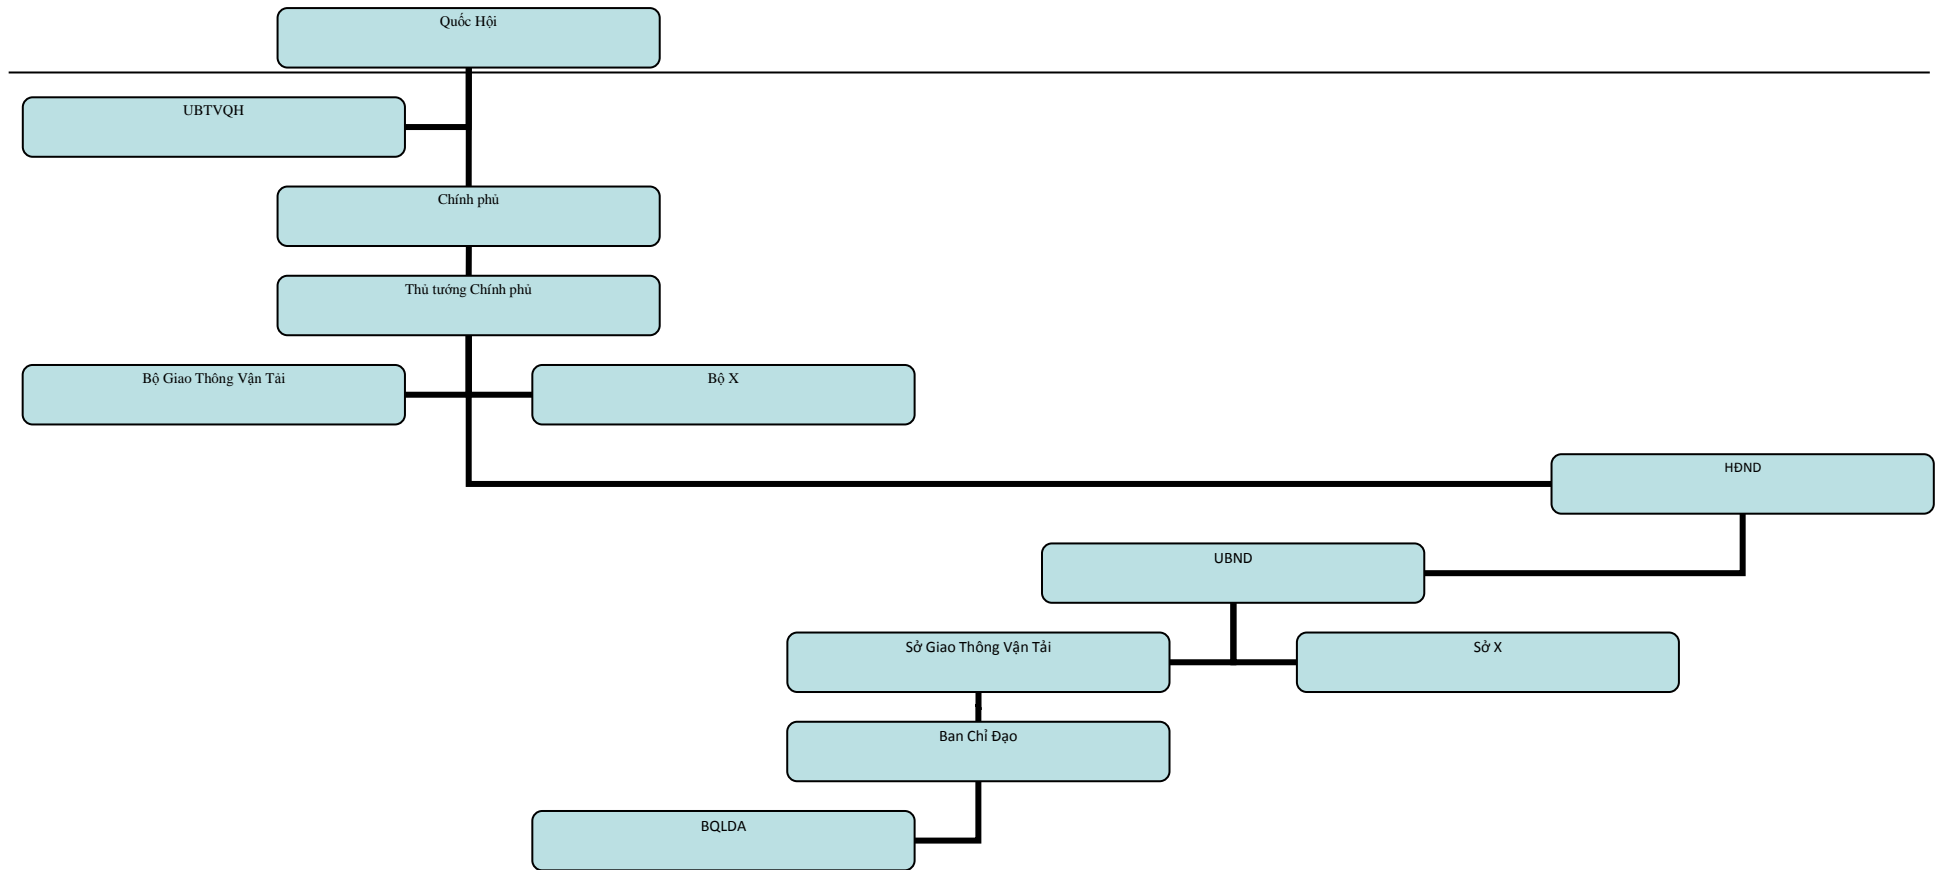 Quốc Hội
UBTVQH
Chính phủ
Thủ tướng Chính phủ
Bộ Giao Thông Vận Tải
Bộ X
HĐND
UBND
Sở Giao Thông Vận Tải
Sở X
Ban Chỉ Đạo
BQLDA